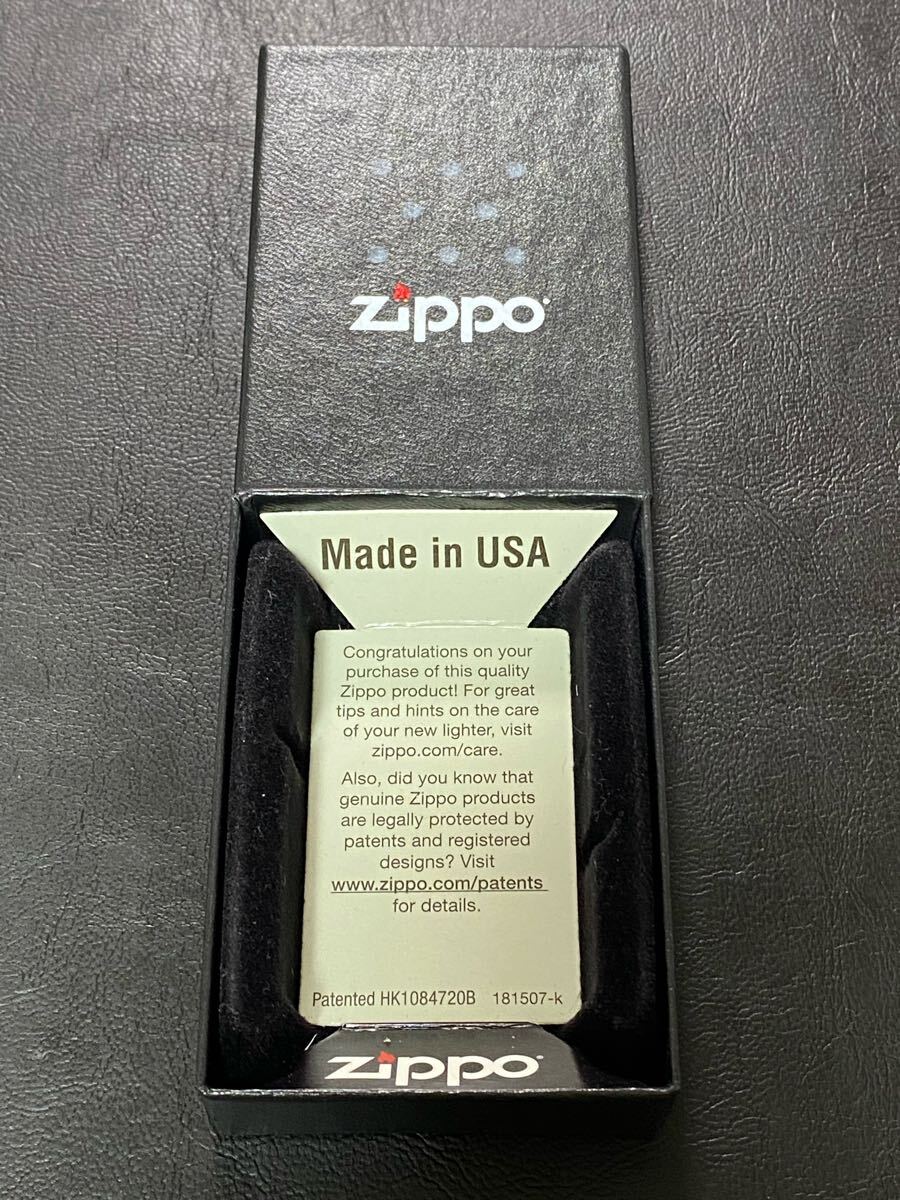 zippo
Made in USA
Congratulations on your
purchase of this quality
Zippo product! For great
tips and hints on the care
of your new lighter, visit
zippo.com/care.
Also, did you know that
genuine Zippo products
are legally protected by
patents and registered
designs? Visit
www.zippo.com/patents
for details.
Patented HK1084720B 181507-k
zippo